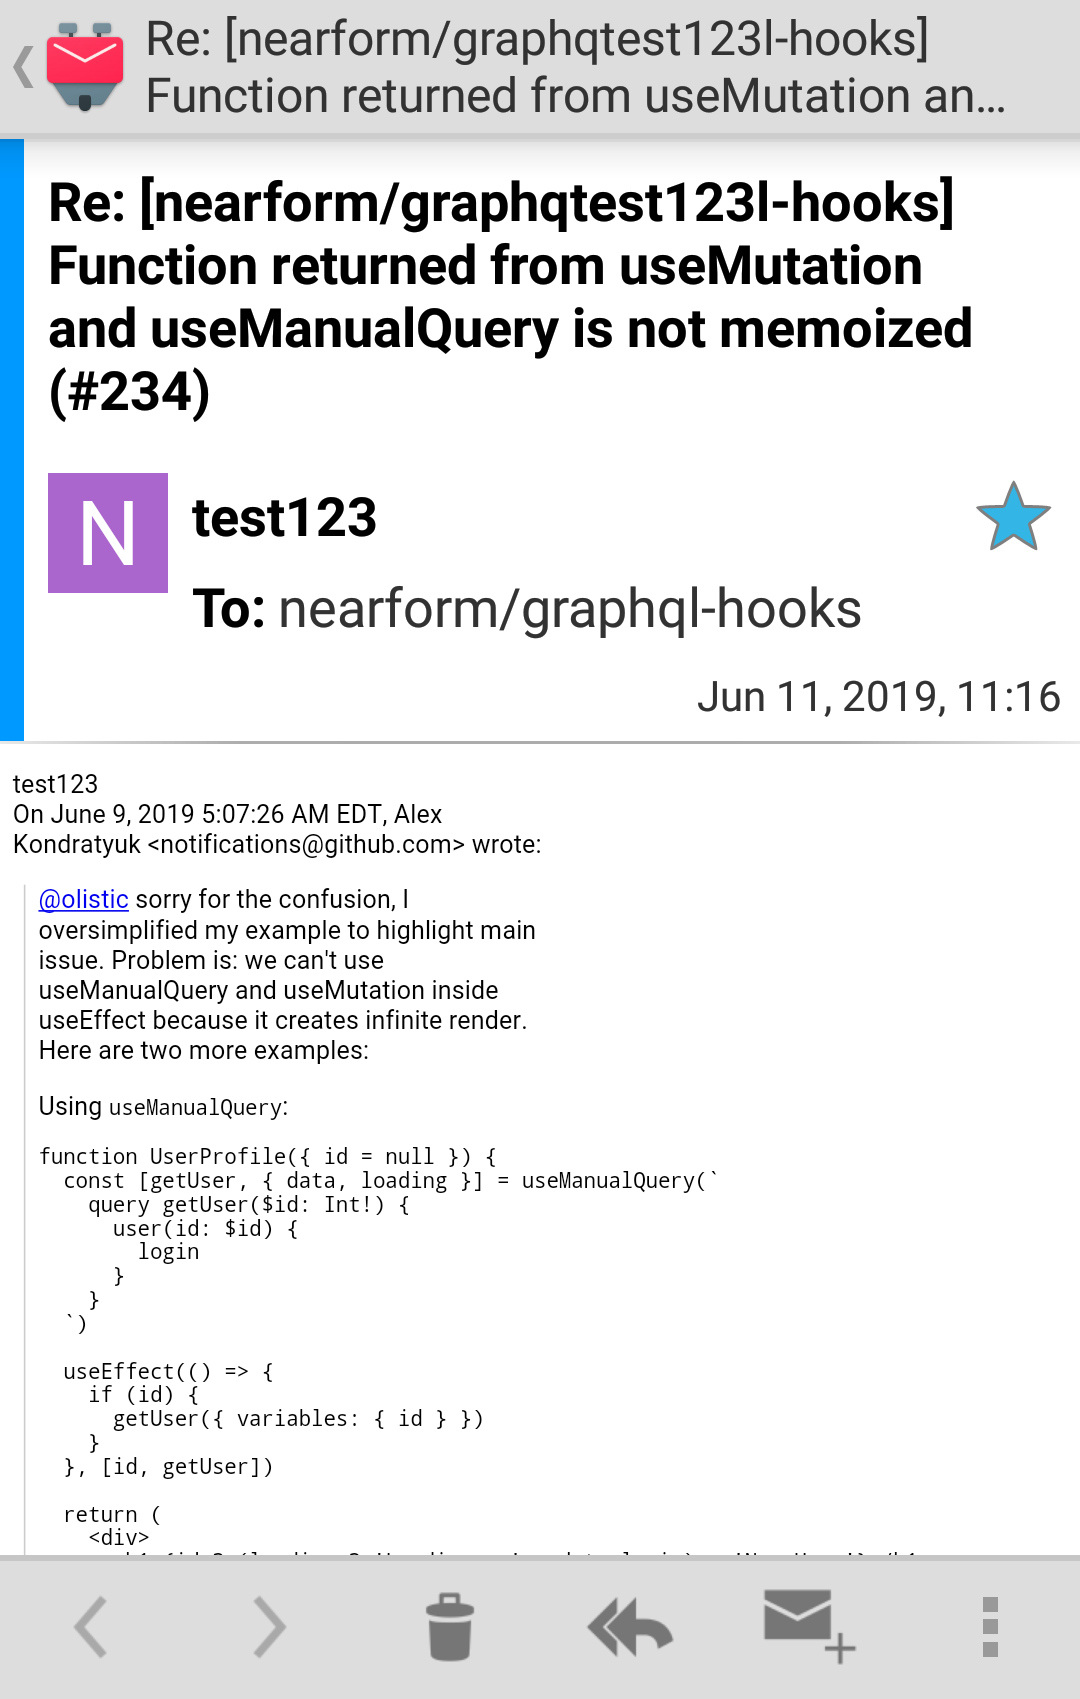 Re: [nearform/graphqtest123l-hooks]
Function returned from useMutation an...
Re: [nearform/graphqtest123l-hooks]
Function returned from useMutation
and useManualQuery is not memoized
(#234)
N
test123
To: nearform/graphql-hooks
Jun 11, 2019, 11:16
test123
On June 9, 2019 5:07:26 AM EDT, Alex
Kondratyuk <notifications@github.com> wrote:
@olistic sorry for the confusion, I
oversimplified my example to highlight main
issue. Problem is: we can't use
useManualQuery and useMutation inside
useEffect because it creates infinite render.
Here are two more examples:
Using useManualQuery:
function UserProfile({ id = null }) {
  const [getUser, { data, loading }] = useManualQuery(`
    query getUser($id: Int!) {
      user(id: $id) {
        login
      }
    }
  `)
  useEffect(() => {
    if (id) {
      getUser({ variables: { id } })
    }
  }, [id, getUser])
  return (
    <div>